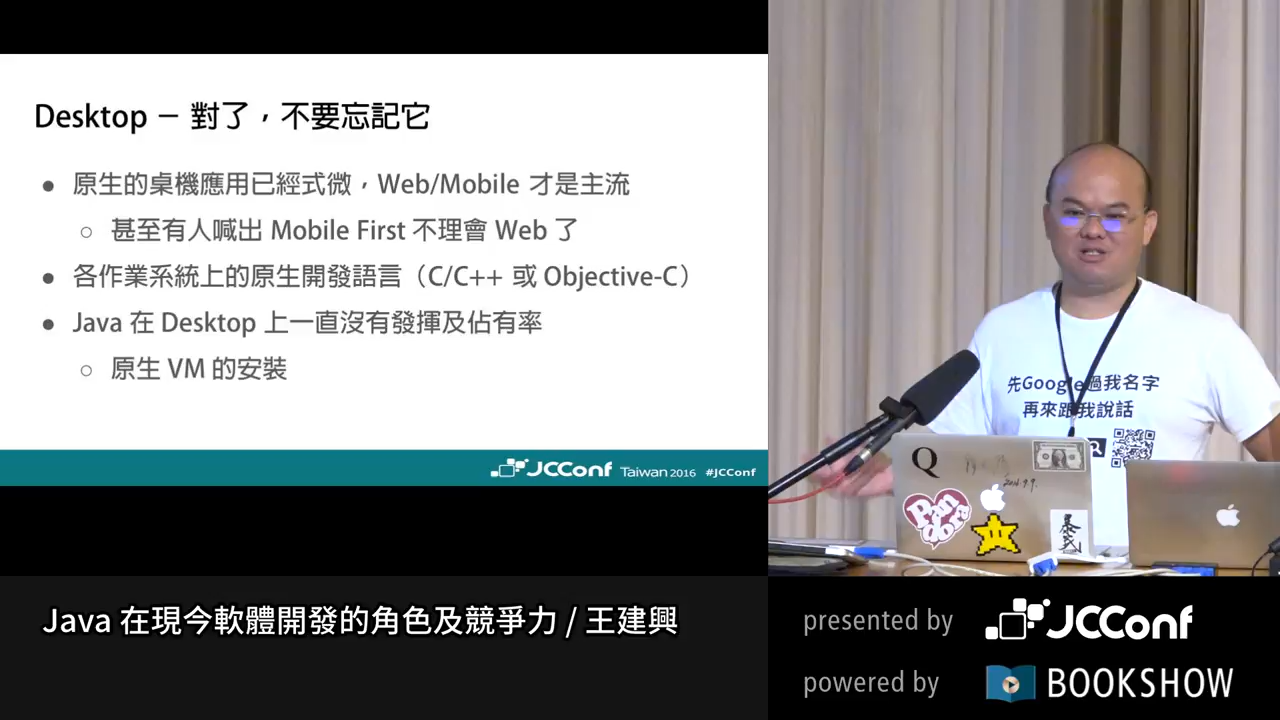 Desktop － 對了，不要忘記它
● 原生的桌機應用已經式微，Web/Mobile 才是主流
○ 甚至有人喊出 Mobile First 不理會 Web 了
● 各作業系統上的原生開發語言（C/C++ 或 Objective-C）
● Java 在 Desktop 上一直沒有發揮及佔有率
○ 原生 VM 的安裝
JCConf Taiwan 2016 #JCConf
先Google過我名字
再來跟我說話
Q
2016.9.9.
Pandora
Java 在現今軟體開發的角色及競爭力 / 王建興
presented by JCConf
powered by BOOKSHOW